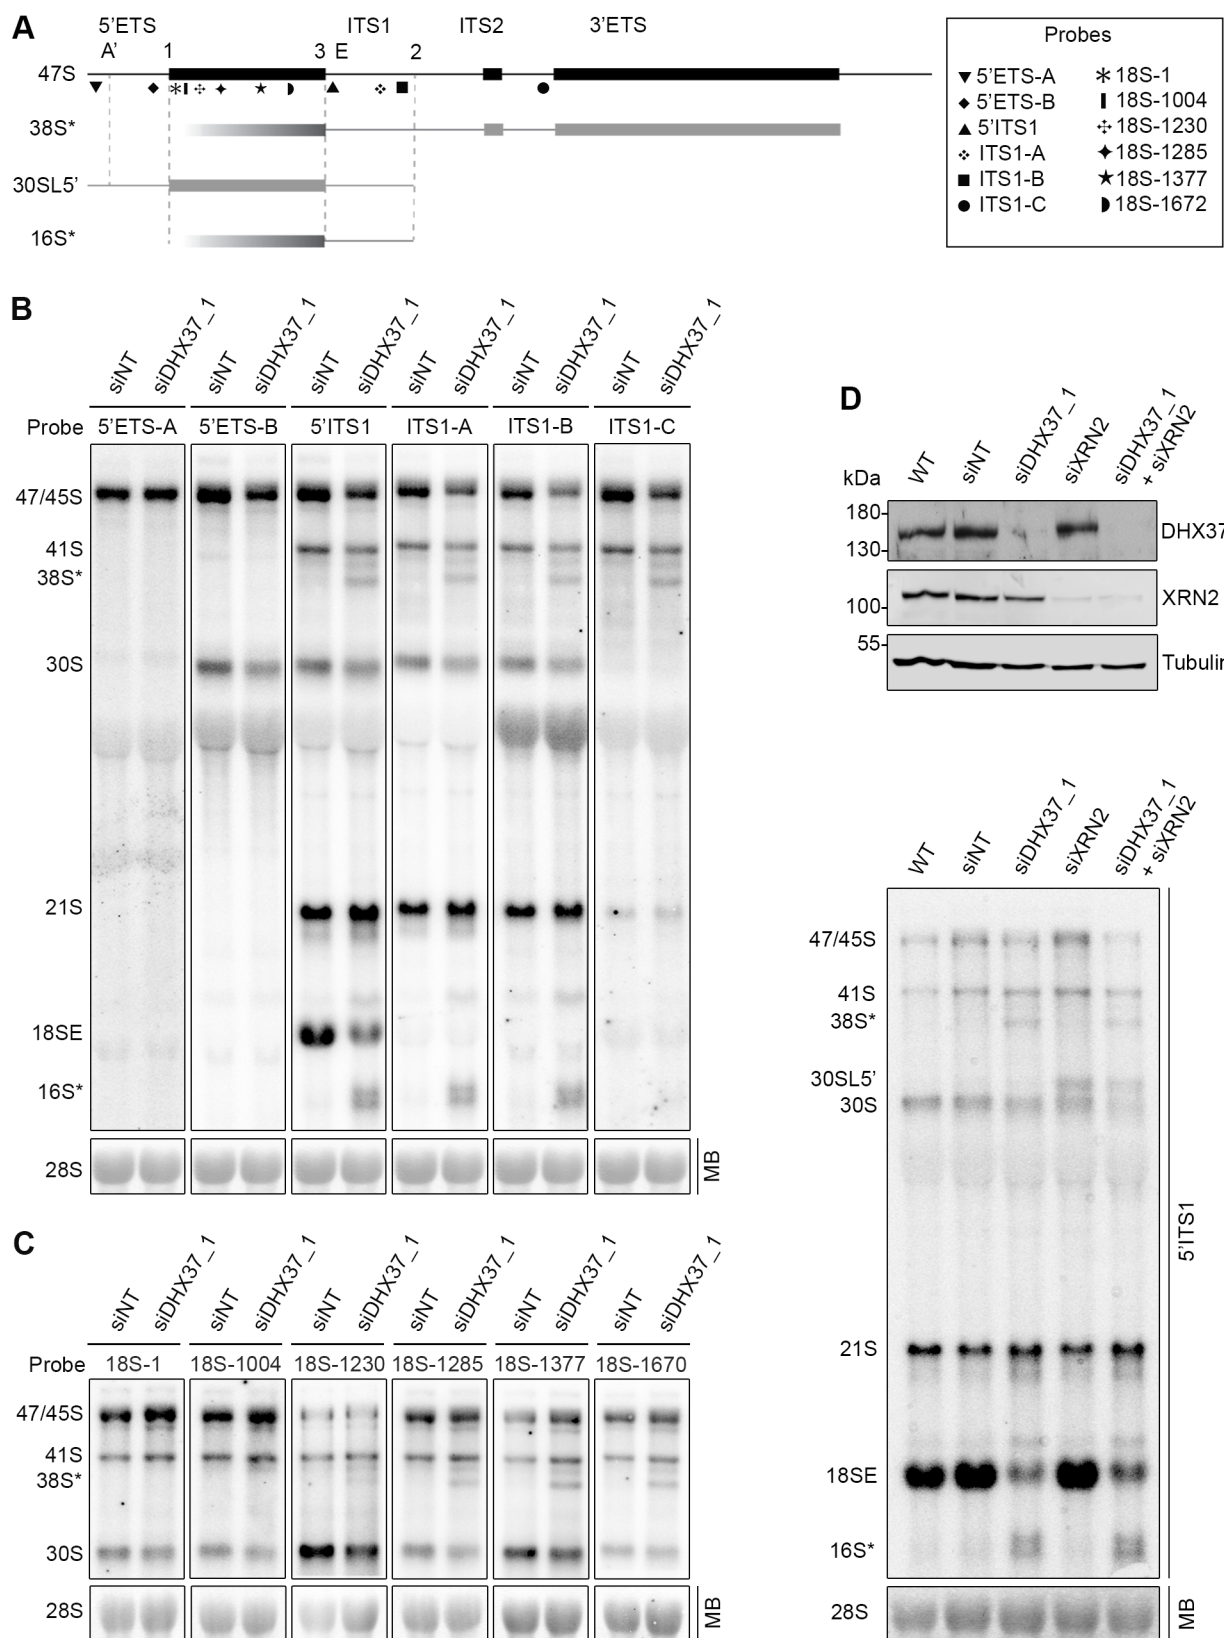 A
5'ETS ITS1 ITS2 3'ETS
A' 1 3 E 2
47S
38S*
30SL5'
16S*
Probes
5'ETS-A 18S-1
5'ETS-B 18S-1004
5'ITS1 18S-1230
ITS1-A 18S-1285
ITS1-B 18S-1377
ITS1-C 18S-1672
B
siNT siDHX37_1 siNT siDHX37_1 siNT siDHX37_1 siNT siDHX37_1 siNT siDHX37_1 siNT siDHX37_1
Probe 5'ETS-A 5'ETS-B 5'ITS1 ITS1-A ITS1-B ITS1-C
47/45S
41S
38S*
30S
21S
18SE
16S*
28S MB
C
siNT siDHX37_1 siNT siDHX37_1 siNT siDHX37_1 siNT siDHX37_1 siNT siDHX37_1 siNT siDHX37_1
Probe 18S-1 18S-1004 18S-1230 18S-1285 18S-1377 18S-1670
47/45S
41S
38S*
30S
28S MB
D
WT siNT siDHX37_1 siXRN2 siDHX37_1
+ siXRN2
kDa
180
DHX37
130
100 XRN2
55
Tubulin
WT siNT siDHX37_1 siXRN2 siDHX37_1
+ siXRN2
47/45S
41S
38S*
30SL5'
30S
5'ITS1
21S
18SE
16S*
28S MB